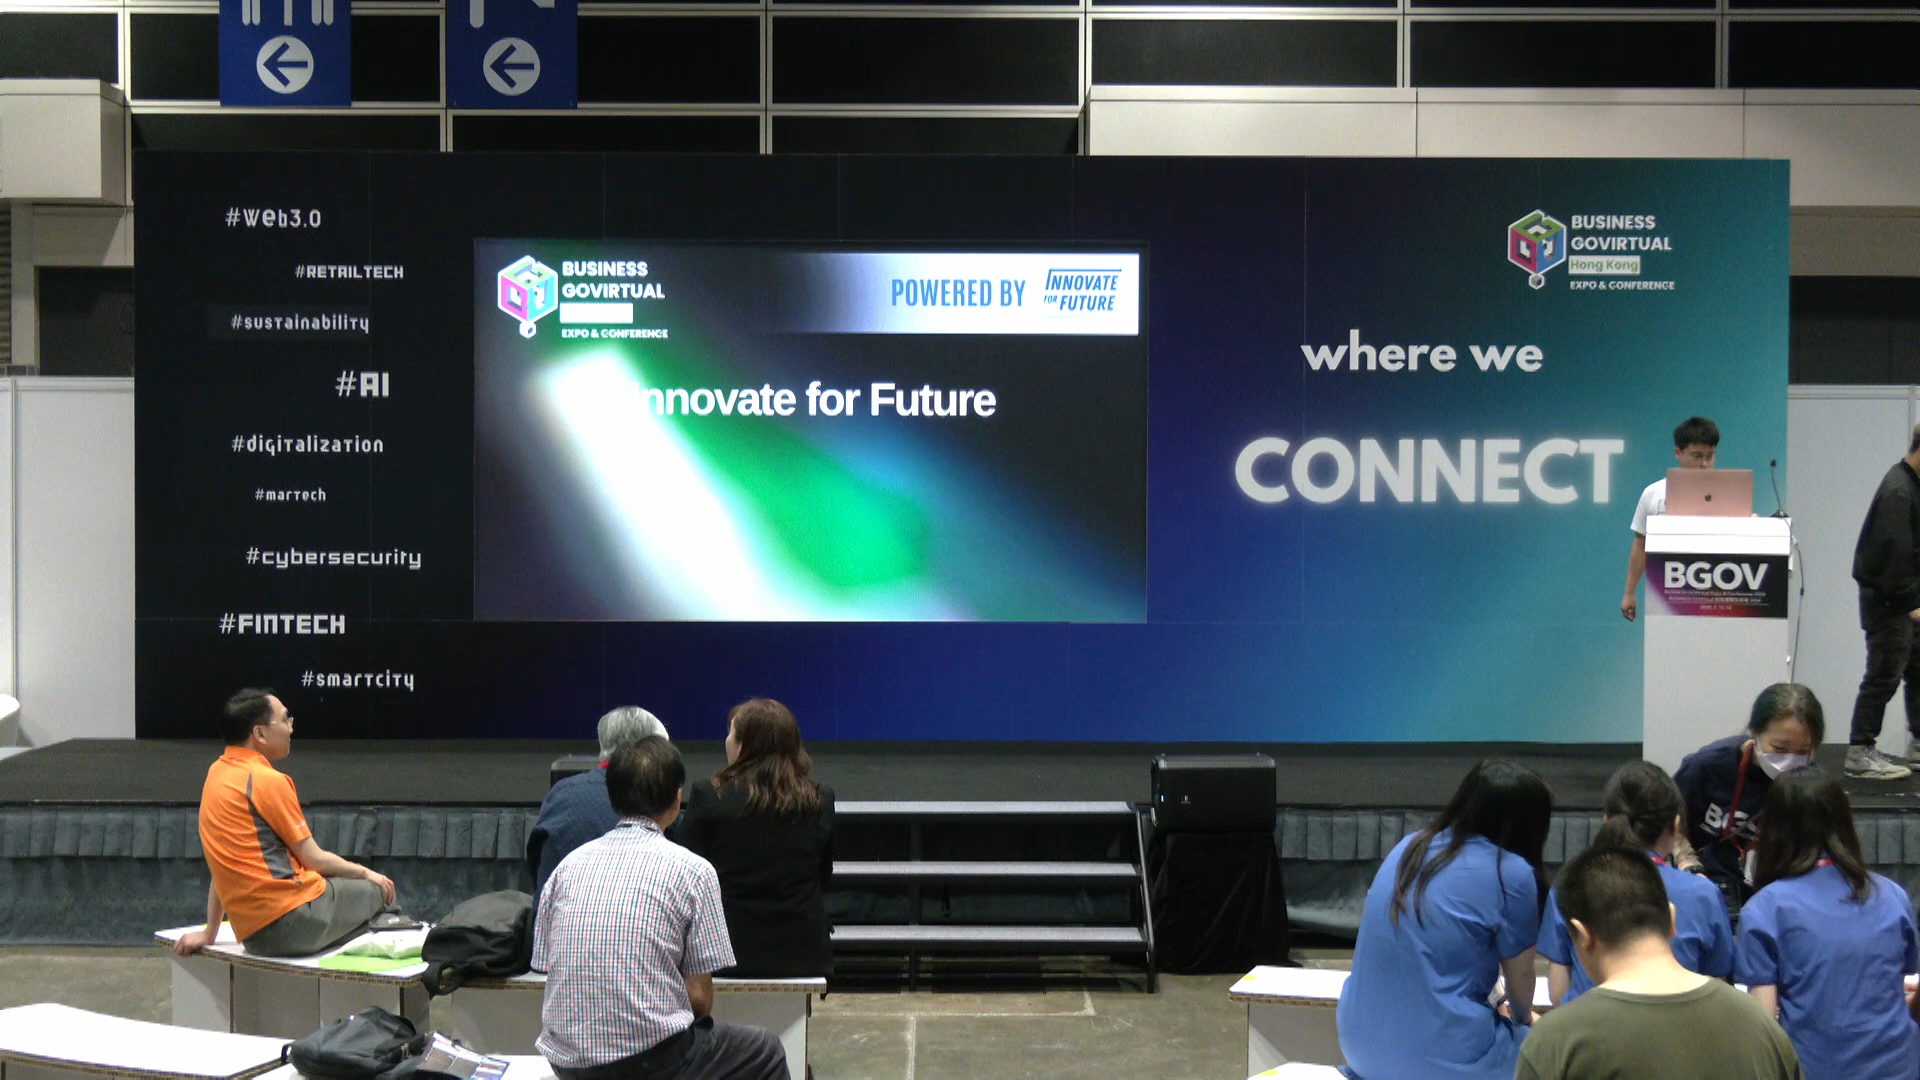 #Web3.0
#RETAILTECH
#sustainability
#AI
#digitalization
#martech
#cybersecurity
#FINTECH
#smartcity
BUSINESS
GOVIRTUAL
EXPO & CONFERENCE
POWERED BY
INNOVATE
FOR FUTURE
Innovate for Future
BUSINESS
GOVIRTUAL
Hong Kong
EXPO & CONFERENCE
where we
CONNECT
BGOV